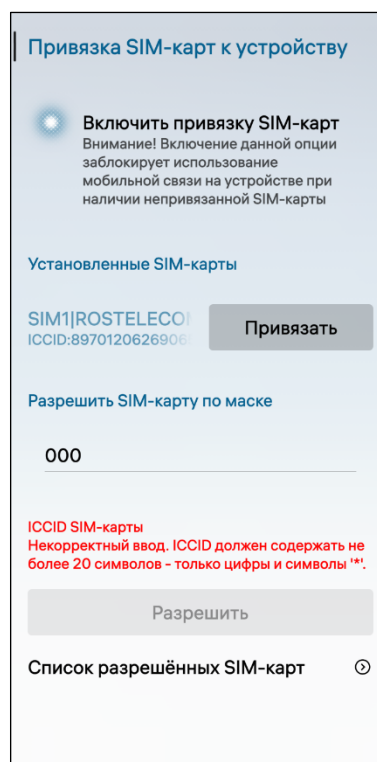 Привязка SIM-карт к устройству
Включить привязку SIM-карт
Внимание! Включение данной опции
заблокирует использование
мобильной связи на устройстве при
наличии непривязанной SIM-карты
Установленные SIM-карты
SIM1|ROSTELECO
Привязать
ICCID:8970120626906
Разрешить SIM-карту по маске
000
ICCID SIM-карты
Некорректный ввод. ICCID должен содержать не
более 20 символов - только цифры и символы '*'.
Разрешить
Список разрешённых SIM-карт